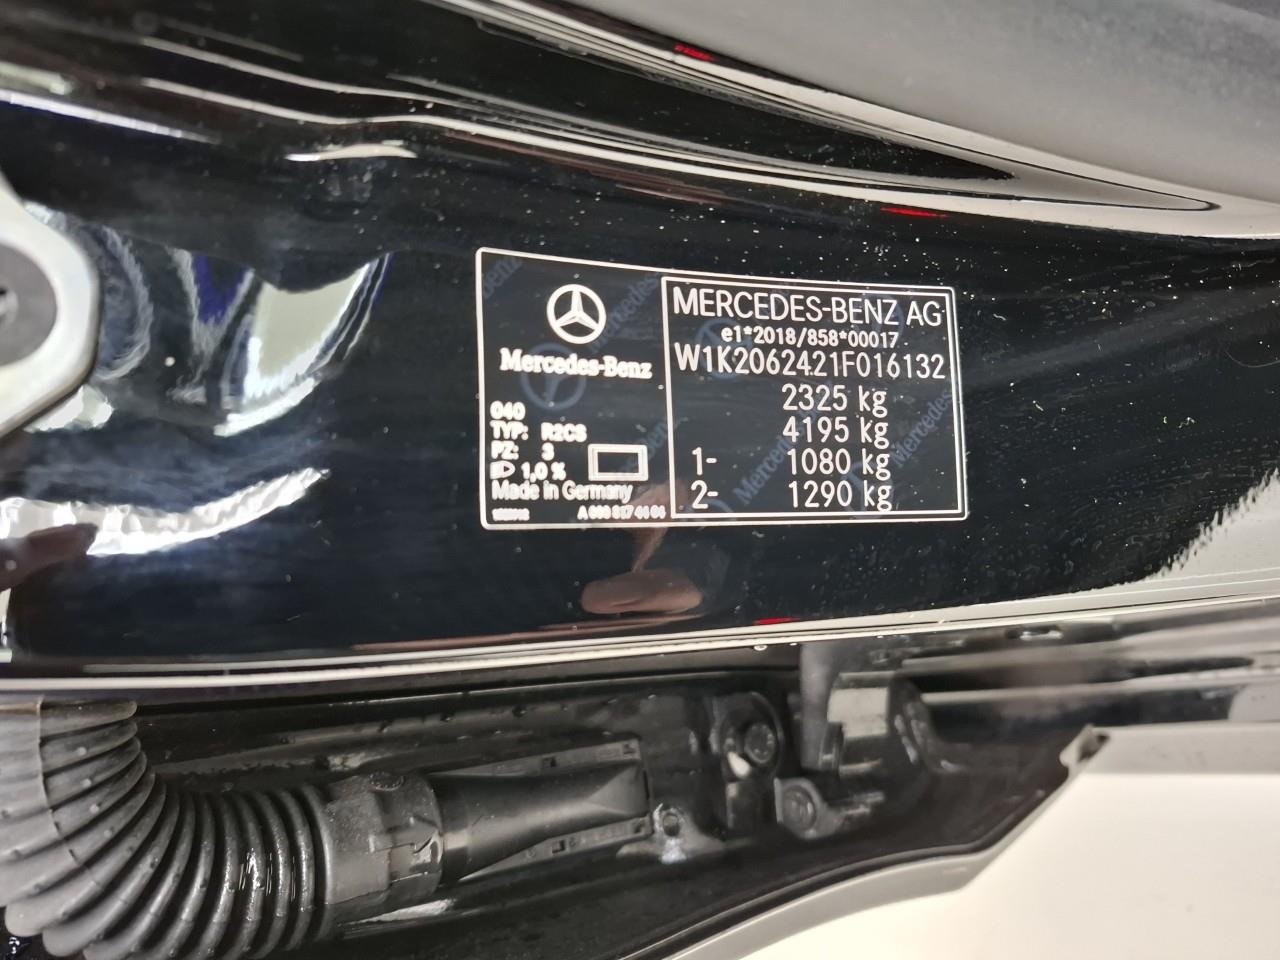 Mercedes-Benz
040
TYP: R2CS
PZ: 3
1,0 %
Made in Germany
MERCEDES-BENZ AG
e1*2018/858*00017
W1K2062421F016132
2325 kg
4195 kg
1- 1080 kg
2- 1290 kg